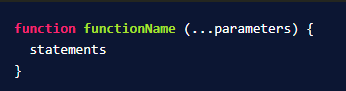 function functionName (...parameters) {
  statements
}